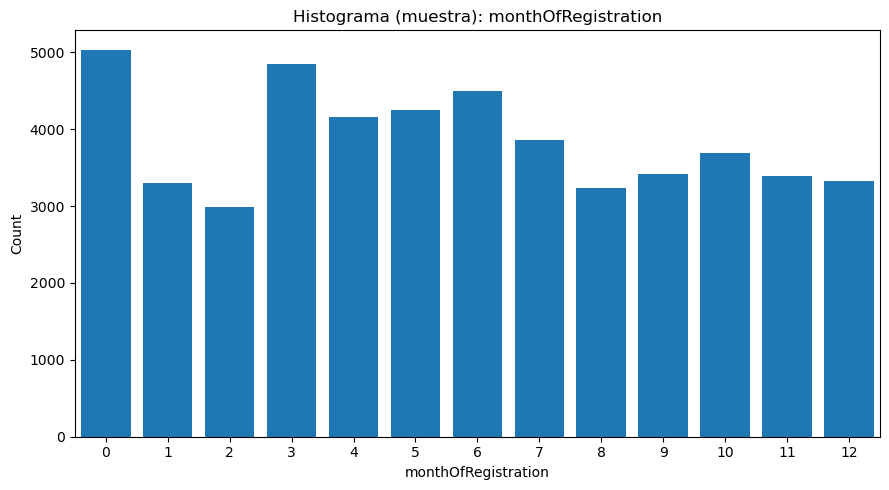 Histograma (muestra): monthOfRegistration
Count
5000
4000
3000
2000
1000
0
0 1 2 3 4 5 6 7 8 9 10 11 12
monthOfRegistration